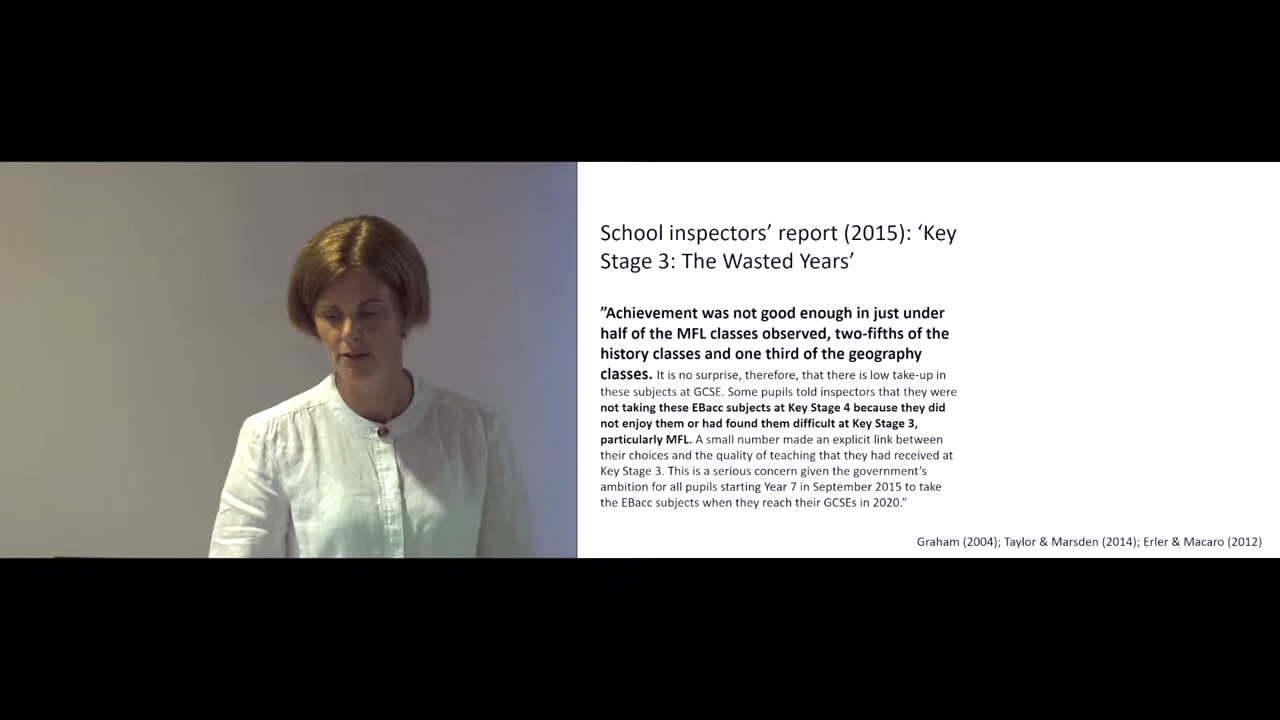 School inspectors’ report (2015): ‘Key
Stage 3: The Wasted Years’
”Achievement was not good enough in just under
half of the MFL classes observed, two-fifths of the
history classes and one third of the geography
classes. It is no surprise, therefore, that there is low take-up in
these subjects at GCSE. Some pupils told inspectors that they were
not taking these EBacc subjects at Key Stage 4 because they did
not enjoy them or had found them difficult at Key Stage 3,
particularly MFL. A small number made an explicit link between
their choices and the quality of teaching that they had received at
Key Stage 3. This is a serious concern given the government’s
ambition for all pupils starting Year 7 in September 2015 to take
the EBacc subjects when they reach their GCSEs in 2020.”
Graham (2004); Taylor & Marsden (2014); Erler & Macaro (2012)